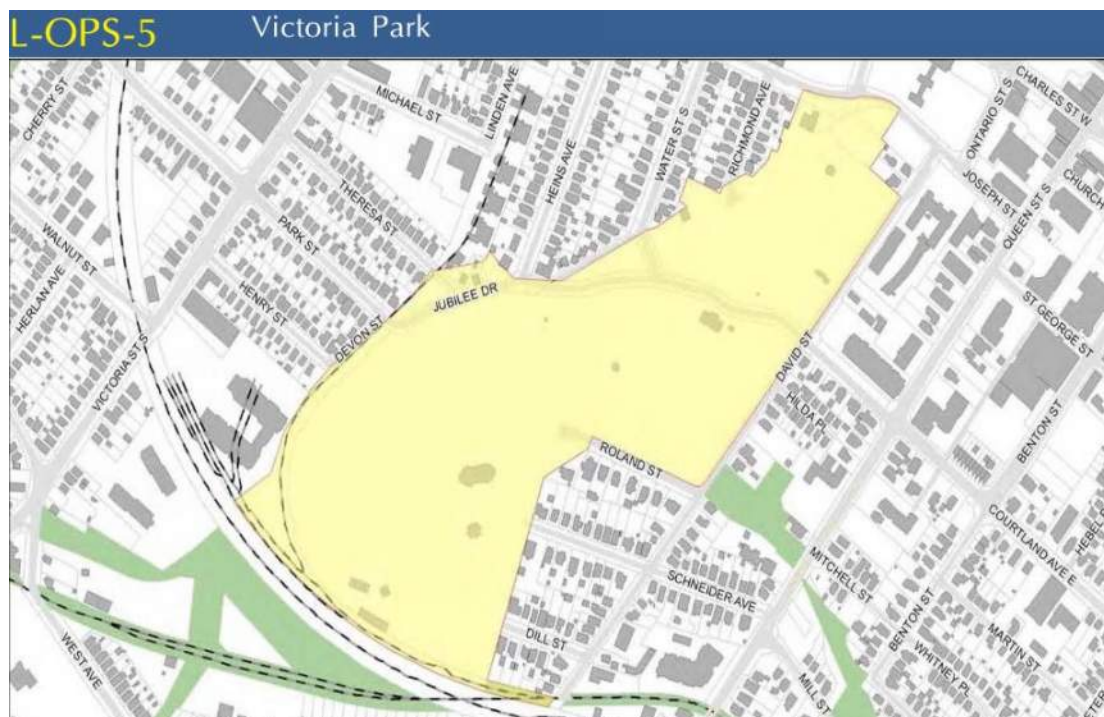 L-OPS-5
Victoria Park
CHERRY ST
MICHAEL ST
LINDEN AVE
HEINS AVE
WATER ST S
RICHMOND AVE
ONTARIO ST S
CHARLES ST W
CHURCH
QUEEN ST S
JOSEPH ST
THERESA ST
PARK ST
WALNUT ST
HERLAN AVE
HENRY ST
VICTORIA ST S
DEVON ST
JUBILEE DR
ST GEORGE ST
DAVID ST
HILDA PL
BENTON ST
ROLAND ST
COURTLAND AVE E
MITCHELL ST
SCHNEIDER AVE
BENTON ST
MARTIN ST
WHITNEY PL
DILL ST
MILL ST
WEST AVE